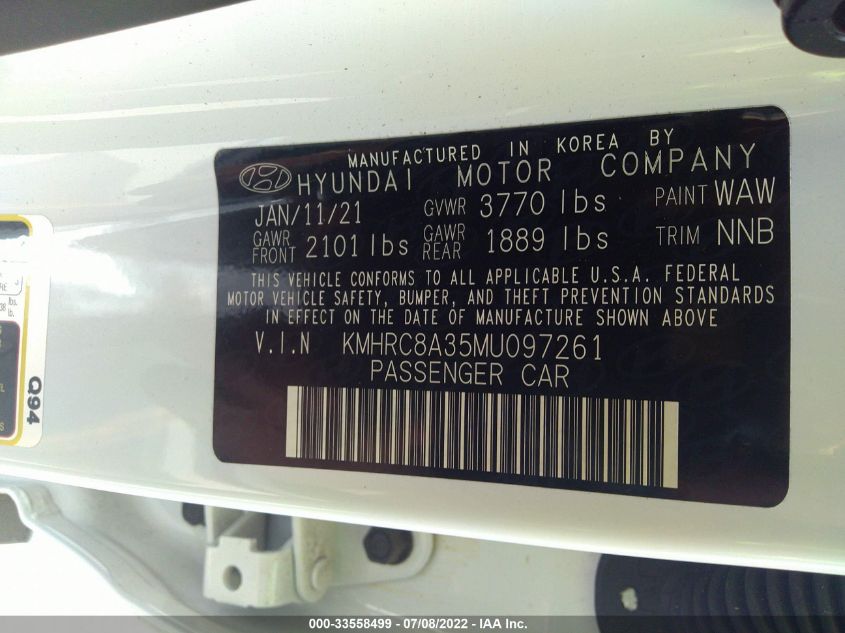 MANUFACTURED IN KOREA BY
HYUNDAI MOTOR COMPANY
JAN/11/21 GVWR 3770 lbs PAINT WAW
GAWR FRONT 2101 lbs GAWR REAR 1889 lbs TRIM NNB
THIS VEHICLE CONFORMS TO ALL APPLICABLE U.S.A. FEDERAL
MOTOR VEHICLE SAFETY, BUMPER, AND THEFT PREVENTION STANDARDS
IN EFFECT ON THE DATE OF MANUFACTURE SHOWN ABOVE
V.I.N KMHRC8A35MU097261
PASSENGER CAR
Q94
000-33558499 - 07/08/2022 - IAA Inc.